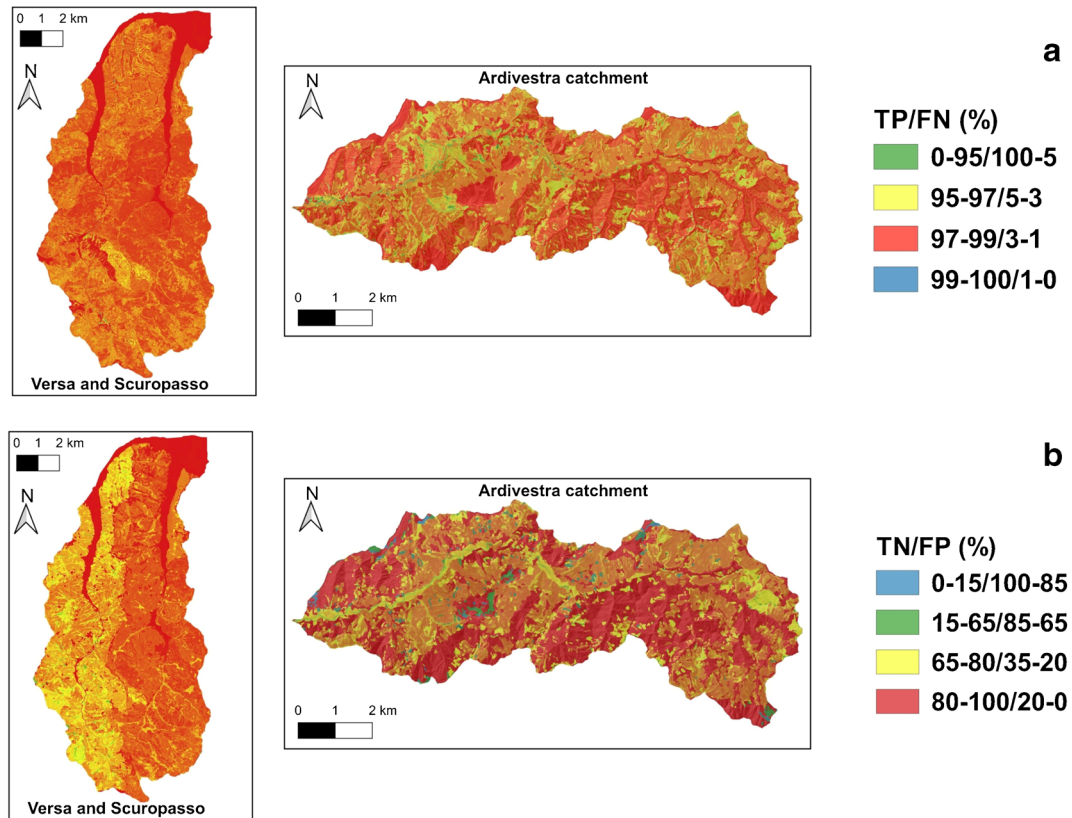 0 1 2 km
N
Versa and Scuropasso
Ardivestra catchment
N
0 1 2 km
a
TP/FN (%)
0-95/100-5
95-97/5-3
97-99/3-1
99-100/1-0
0 1 2 km
N
Versa and Scuropasso
Ardivestra catchment
N
0 1 2 km
b
TN/FP (%)
0-15/100-85
15-65/85-65
65-80/35-20
80-100/20-0